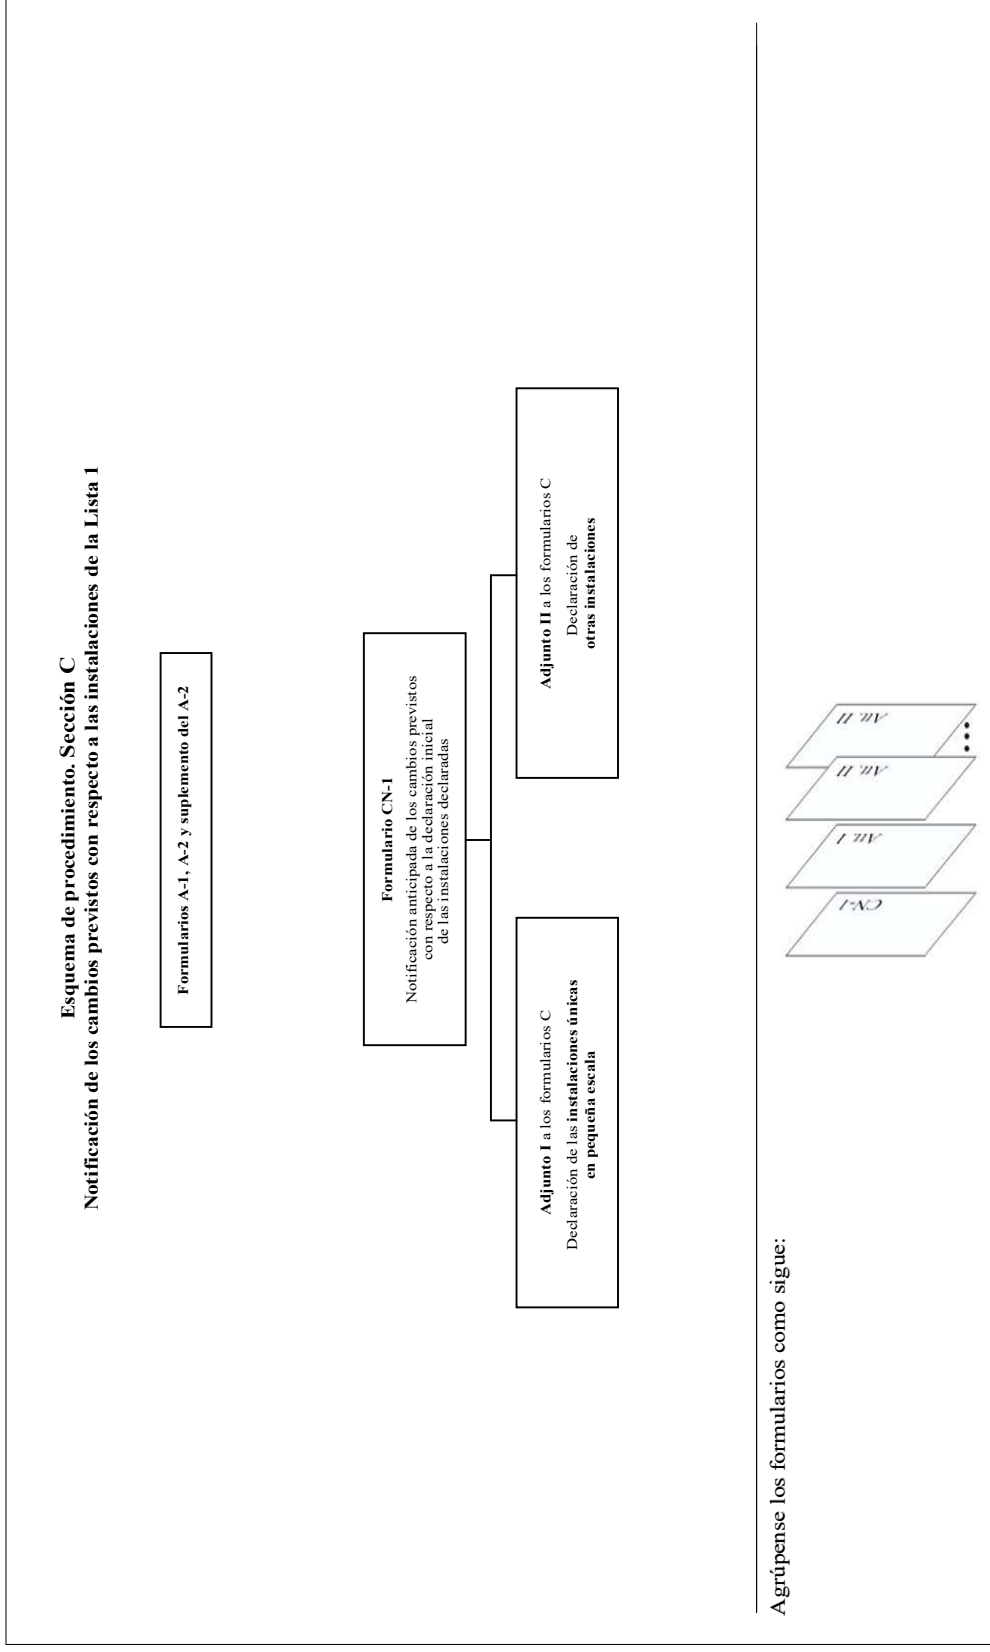 Esquema de procedimiento. Sección C
Notificación de los cambios previstos con respecto a las instalaciones de la Lista 1
Formularios A-1, A-2 y suplemento del A-2
Formulario CN-1
Notificación anticipada de los cambios previstos
con respecto a la declaración inicial
de las instalaciones declaradas
Adjunto I a los formularios C
Declaración de las instalaciones únicas
en pequeña escala
Adjunto II a los formularios C
Declaración de
otras instalaciones
Agrúpense los formularios como sigue:
CN-1
Att. I
Att. II
Att. II